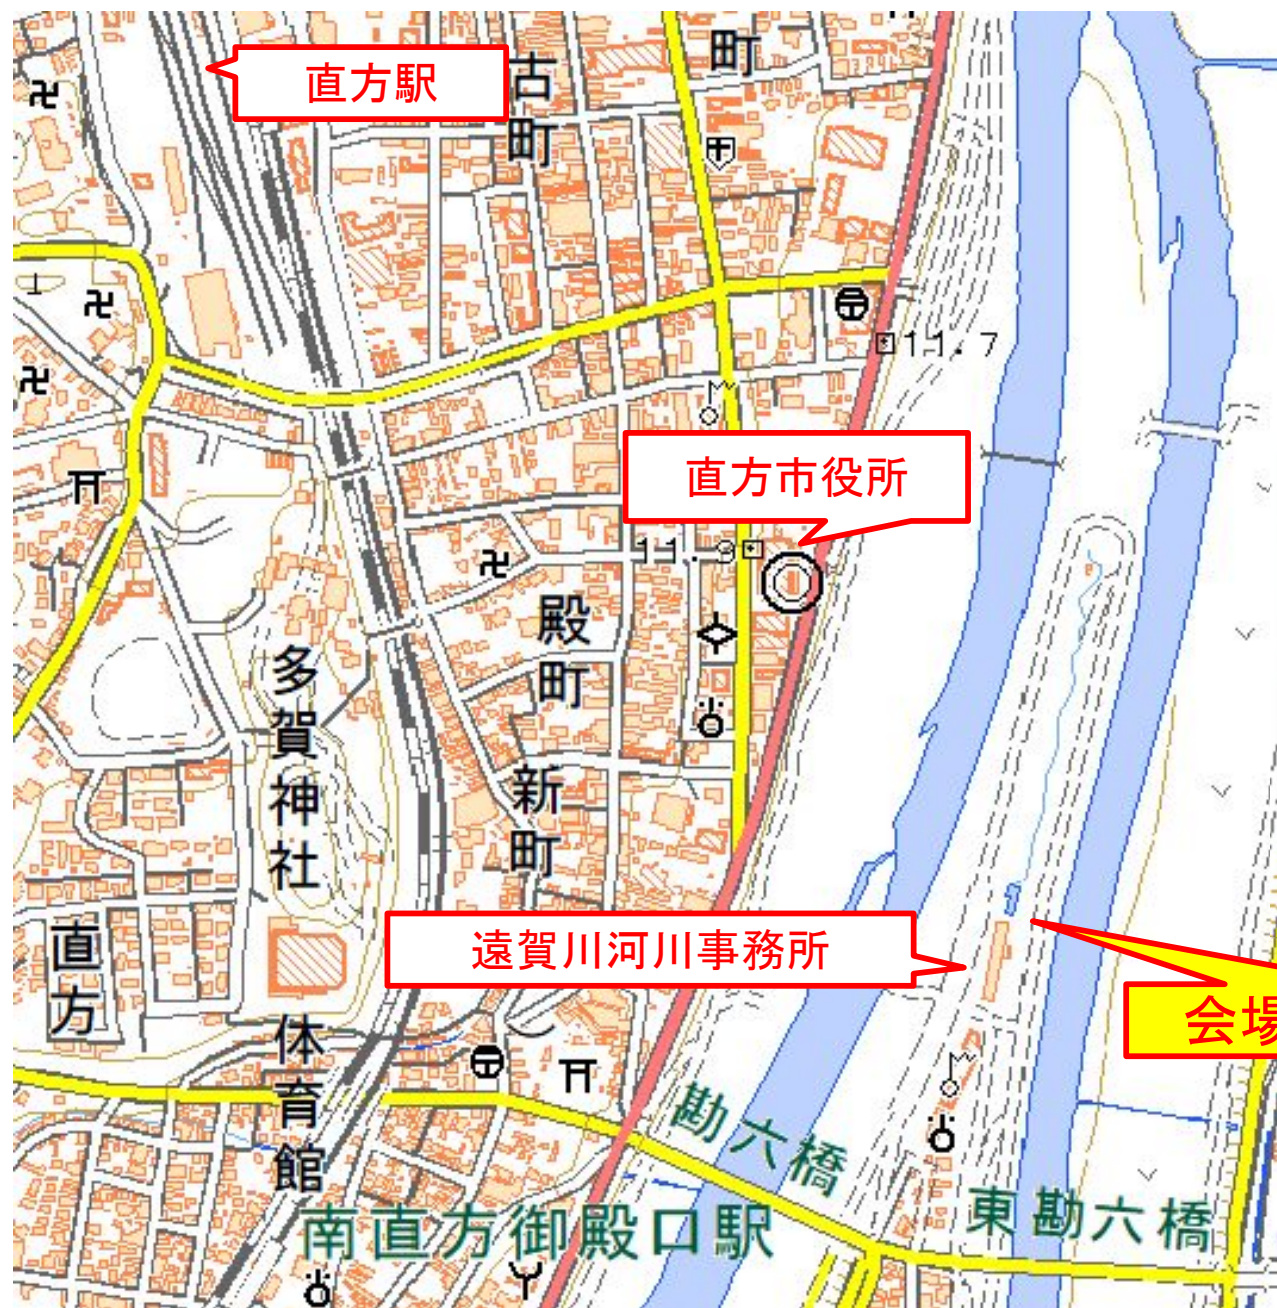 直方駅
古町
町
11.7
直方市役所
11.3
殿町
多賀神社
新町
遠賀川河川事務所
直方
会場
体育館
勘六橋
東勘六橋
南直方御殿口駅